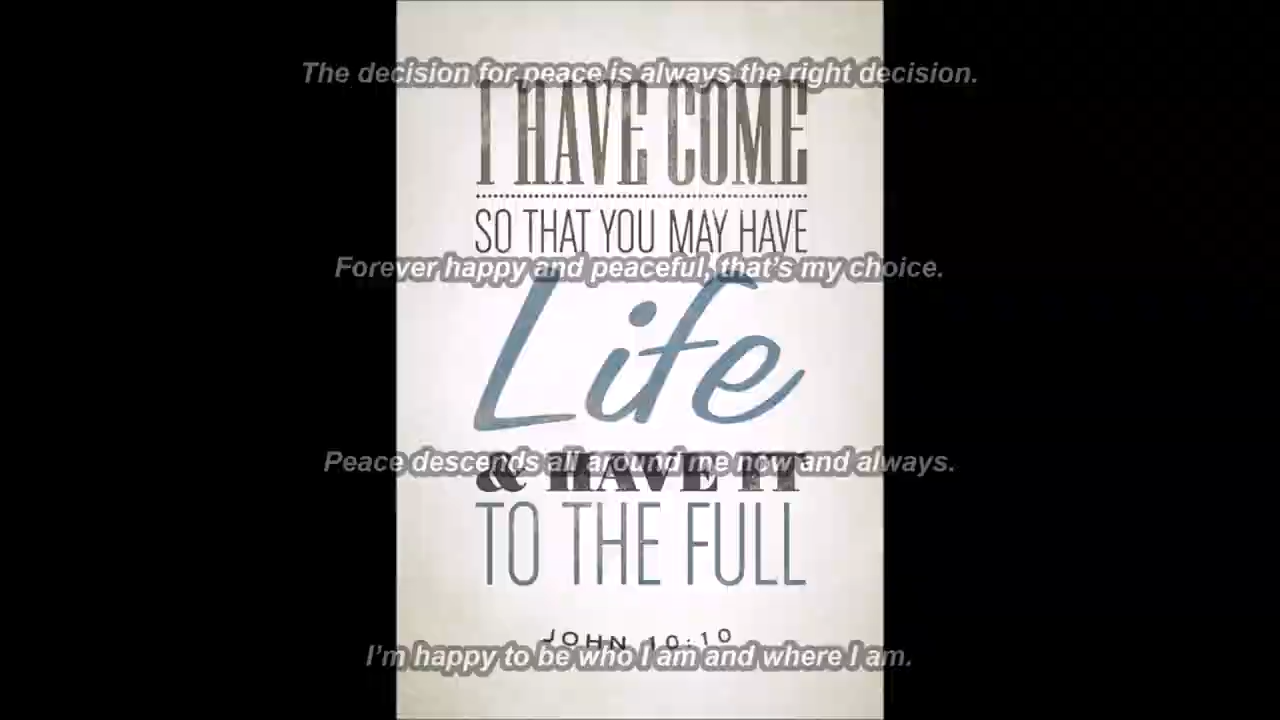 The decision for peace is always the right decision.
I HAVE COME
SO THAT YOU MAY HAVE
Forever happy and peaceful, that's my choice.
Life
Peace descends all around me now and always.
& HAVE IT
TO THE FULL
JOHN 10:10
I'm happy to be who I am and where I am.